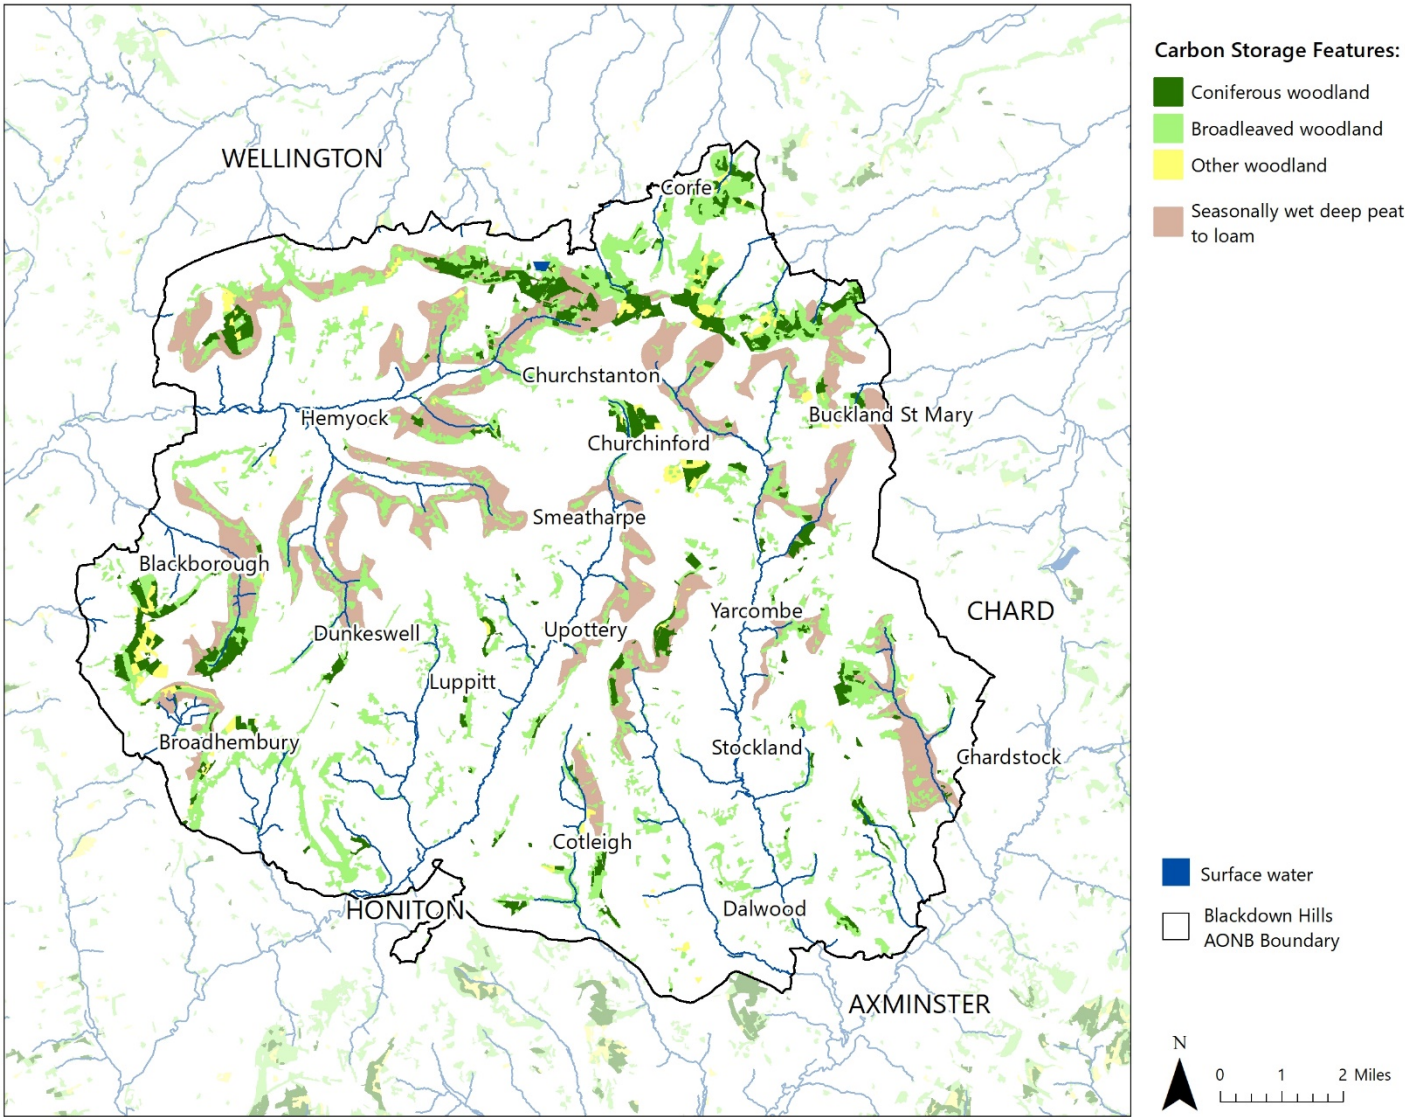 Carbon Storage Features:
Coniferous woodland
Broadleaved woodland
Other woodland
Seasonally wet deep peat
to loam
WELLINGTON
Corfe
Churchstanton
Hemyock
Buckland St Mary
Churchinford
Smeatharpe
Blackborough
CHARD
Yarcombe
Dunkeswell
Upottery
Luppitt
Broadhembury
Stockland
Chardstock
Cotleigh
HONITON
Dalwood
AXMINSTER
Surface water
Blackdown Hills
AONB Boundary
N
0 1 2 Miles